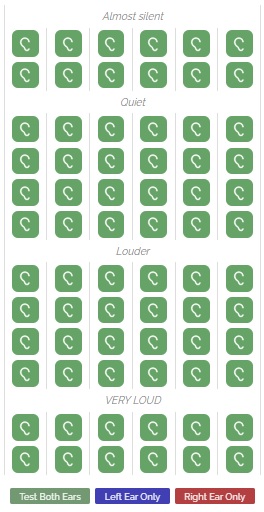 Almost silent
Quiet
Louder
VERY LOUD
Test Both Ears
Left Ear Only
Right Ear Only